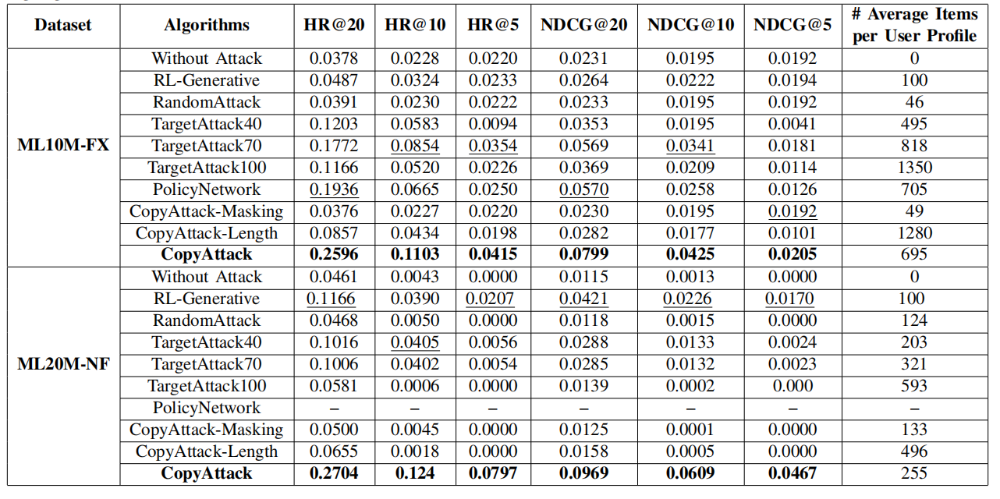 Dataset Algorithms HR@20 HR@10 HR@5 NDCG@20 NDCG@10 NDCG@5 # Average Items per User Profile
ML10M-FX
Without Attack 0.0378 0.0228 0.0220 0.0231 0.0195 0.0192 0
RL-Generative 0.0487 0.0324 0.0233 0.0264 0.0222 0.0194 100
RandomAttack 0.0391 0.0230 0.0222 0.0233 0.0195 0.0192 46
TargetAttack40 0.1203 0.0583 0.0094 0.0353 0.0195 0.0041 495
TargetAttack70 0.1772 0.0854 0.0354 0.0569 0.0341 0.0181 818
TargetAttack100 0.1166 0.0520 0.0226 0.0369 0.0209 0.0114 1350
PolicyNetwork 0.1936 0.0665 0.0250 0.0570 0.0258 0.0126 705
CopyAttack-Masking 0.0376 0.0227 0.0220 0.0230 0.0195 0.0192 49
CopyAttack-Length 0.0857 0.0434 0.0198 0.0282 0.0177 0.0101 1280
CopyAttack 0.2596 0.1103 0.0415 0.0799 0.0425 0.0205 695
ML20M-NF
Without Attack 0.0461 0.0043 0.0000 0.0115 0.0013 0.0000 0
RL-Generative 0.1166 0.0390 0.0207 0.0421 0.0226 0.0170 100
RandomAttack 0.0468 0.0050 0.0000 0.0118 0.0015 0.0000 124
TargetAttack40 0.1016 0.0405 0.0056 0.0288 0.0133 0.0024 203
TargetAttack70 0.1006 0.0402 0.0054 0.0285 0.0132 0.0023 321
TargetAttack100 0.0581 0.0006 0.0000 0.0139 0.0002 0.000 593
PolicyNetwork – – – – – – –
CopyAttack-Masking 0.0500 0.0045 0.0000 0.0125 0.0001 0.0000 133
CopyAttack-Length 0.0655 0.0018 0.0000 0.0158 0.0005 0.0000 496
CopyAttack 0.2704 0.124 0.0797 0.0969 0.0609 0.0467 255